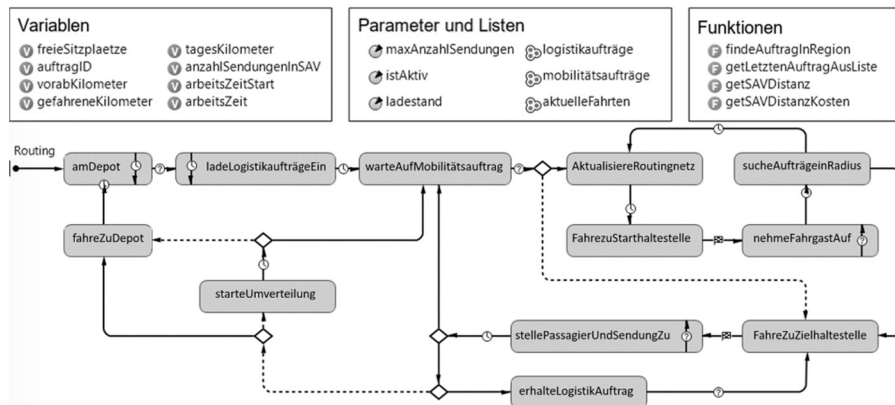 Variablen
freieSitzplaetze
auftragID
vorabKilometer
gefahreneKilometer
tagesKilometer
anzahlSendungenInSAV
arbeitsZeitStart
arbeitsZeit
Parameter und Listen
maxAnzahlSendungen
istAktiv
ladestand
logistikaufträge
mobilitätsaufträge
aktuelleFahrten
Funktionen
findeAuftragInRegion
getLetztenAuftragAusListe
getSAVDistanz
getSAVDistanzKosten
Routing
amDepot
ladeLogistikaufträgeEin
warteAufMobilitätsauftrag
AktualisiereRoutingnetz
sucheAufträgeinRadius
fahreZuDepot
FahrezuStarthaltestelle
nehmeFahrgastAuf
starteUmverteilung
stellePassagierUndSendungZu
FahreZuZielhaltestelle
erhalteLogistikAuftrag